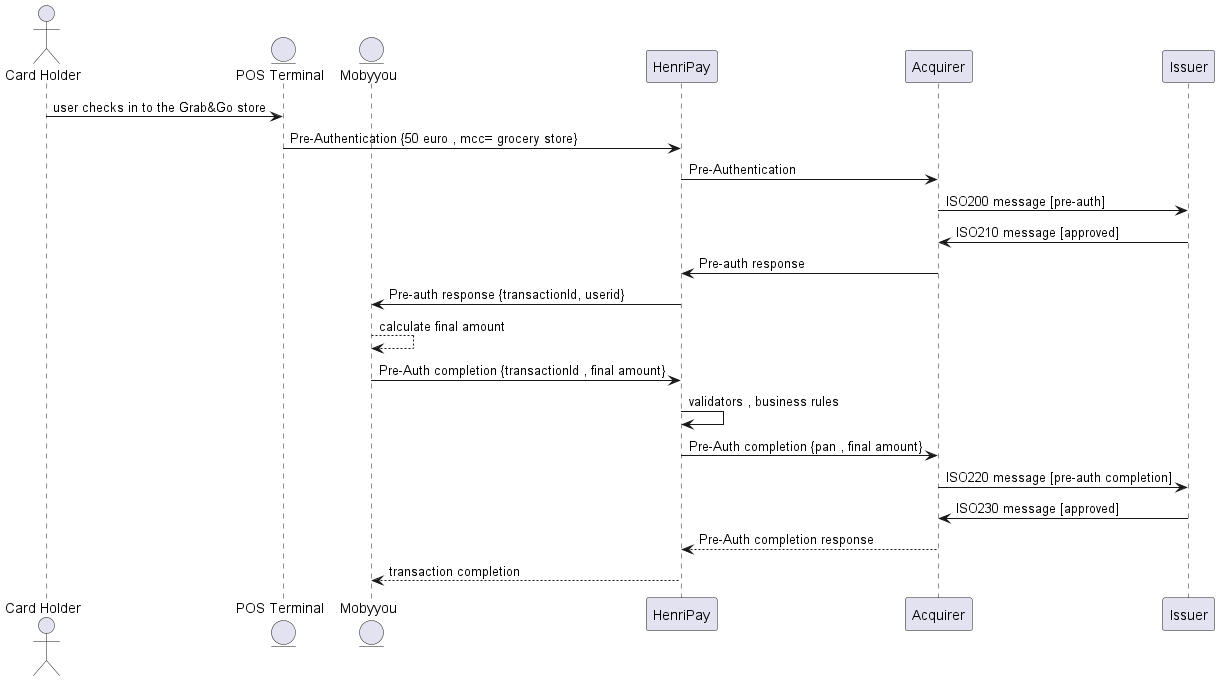 Card Holder
POS Terminal
Mobyyou
HenriPay
Acquirer
Issuer
user checks in to the Grab&Go store
Pre-Authentication {50 euro , mcc= grocery store}
Pre-Authentication
ISO200 message [pre-auth]
ISO210 message [approved]
Pre-auth response
Pre-auth response {transactionId, userid}
calculate final amount
Pre-Auth completion {transactionId , final amount}
validators , business rules
Pre-Auth completion {pan , final amount}
ISO220 message [pre-auth completion]
ISO230 message [approved]
Pre-Auth completion response
transaction completion
Card Holder
POS Terminal
Mobyyou
HenriPay
Acquirer
Issuer